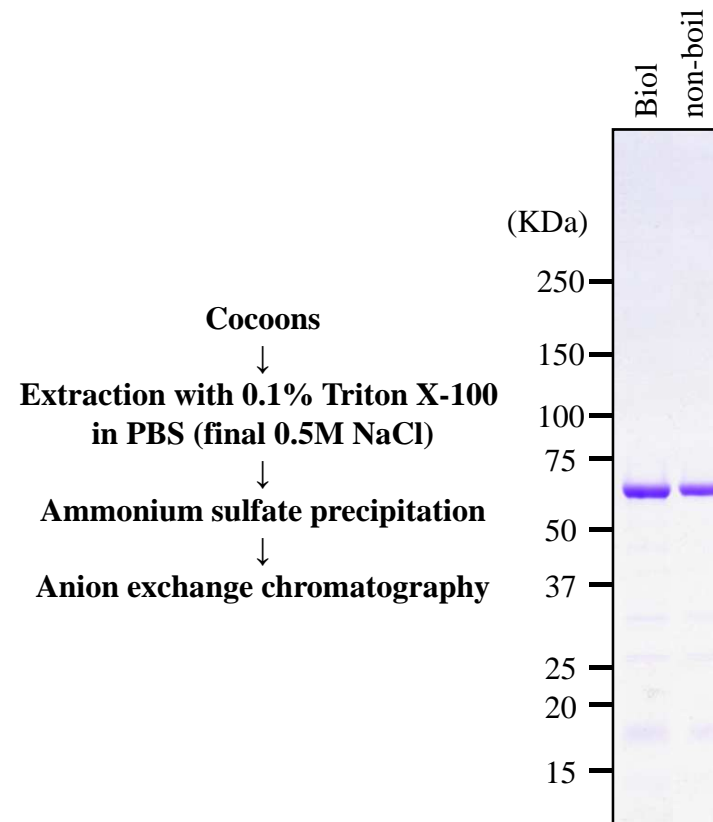 Biol
non-boil
(KDa)
250
150
100
75
50
37
25
20
15
Cocoons
↓
Extraction with 0.1% Triton X-100
in PBS (final 0.5M NaCl)
↓
Ammonium sulfate precipitation
↓
Anion exchange chromatography